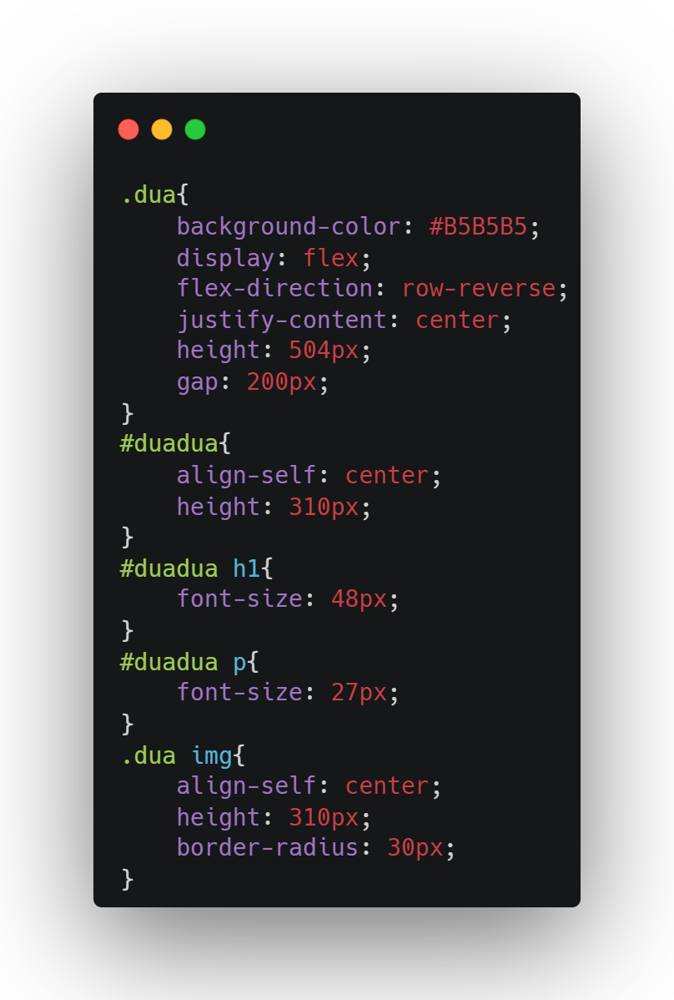 .dua{
    background-color: #B5B5B5;
    display: flex;
    flex-direction: row-reverse;
    justify-content: center;
    height: 504px;
    gap: 200px;
}
#duadua{
    align-self: center;
    height: 310px;
}
#duadua h1{
    font-size: 48px;
}
#duadua p{
    font-size: 27px;
}
.dua img{
    align-self: center;
    height: 310px;
    border-radius: 30px;
}